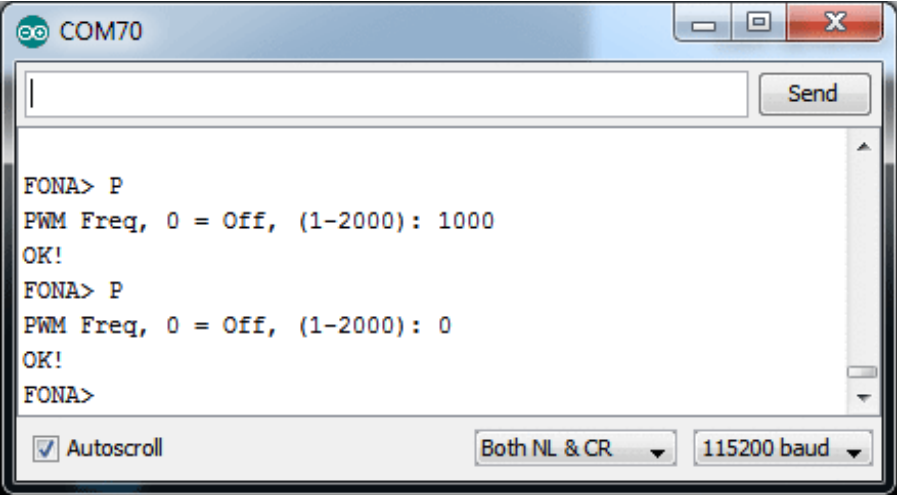 COM70
Send
FONA> P
PWM Freq, 0 = Off, (1-2000): 1000
OK!
FONA> P
PWM Freq, 0 = Off, (1-2000): 0
OK!
FONA>
Autoscroll
Both NL & CR
115200 baud